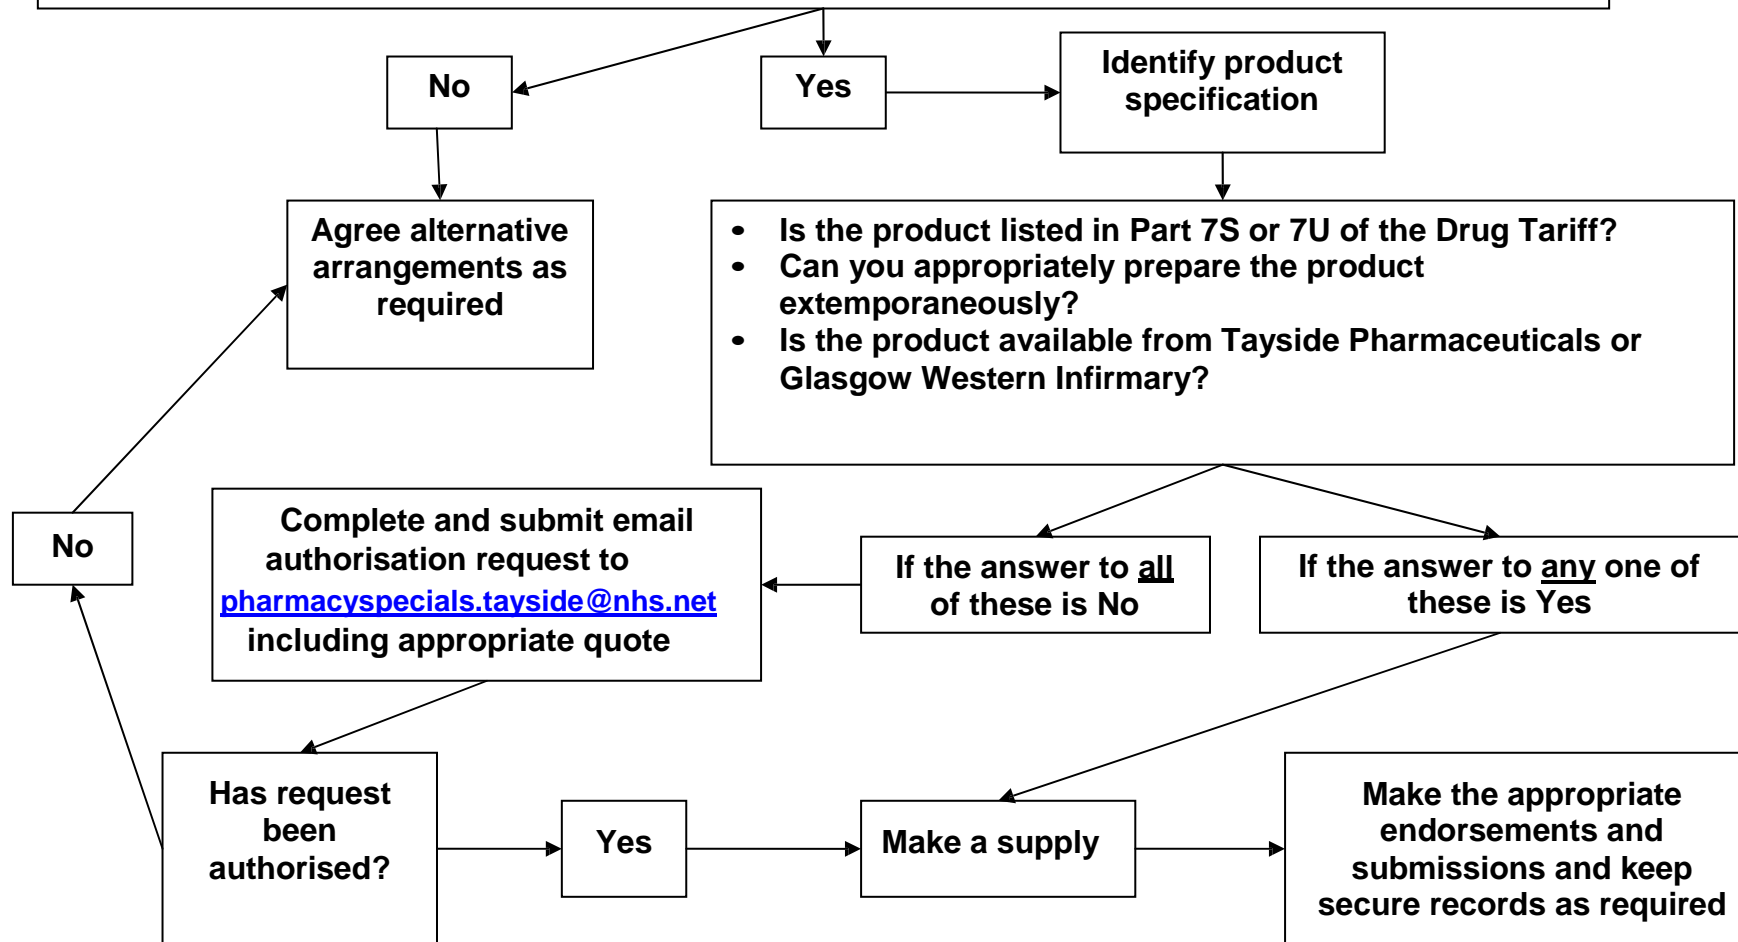 No
Yes
Identify product
specification
Agree alternative
arrangements as
required
• Is the product listed in Part 7S or 7U of the Drug Tariff?
• Can you appropriately prepare the product
extemporaneously?
• Is the product available from Tayside Pharmaceuticals or
Glasgow Western Infirmary?
No
Complete and submit email
authorisation request to
pharmacyspecials.tayside@nhs.net
including appropriate quote
If the answer to all
of these is No
If the answer to any one of
these is Yes
Has request
been
authorised?
Yes
Make a supply
Make the appropriate
endorsements and
submissions and keep
secure records as required